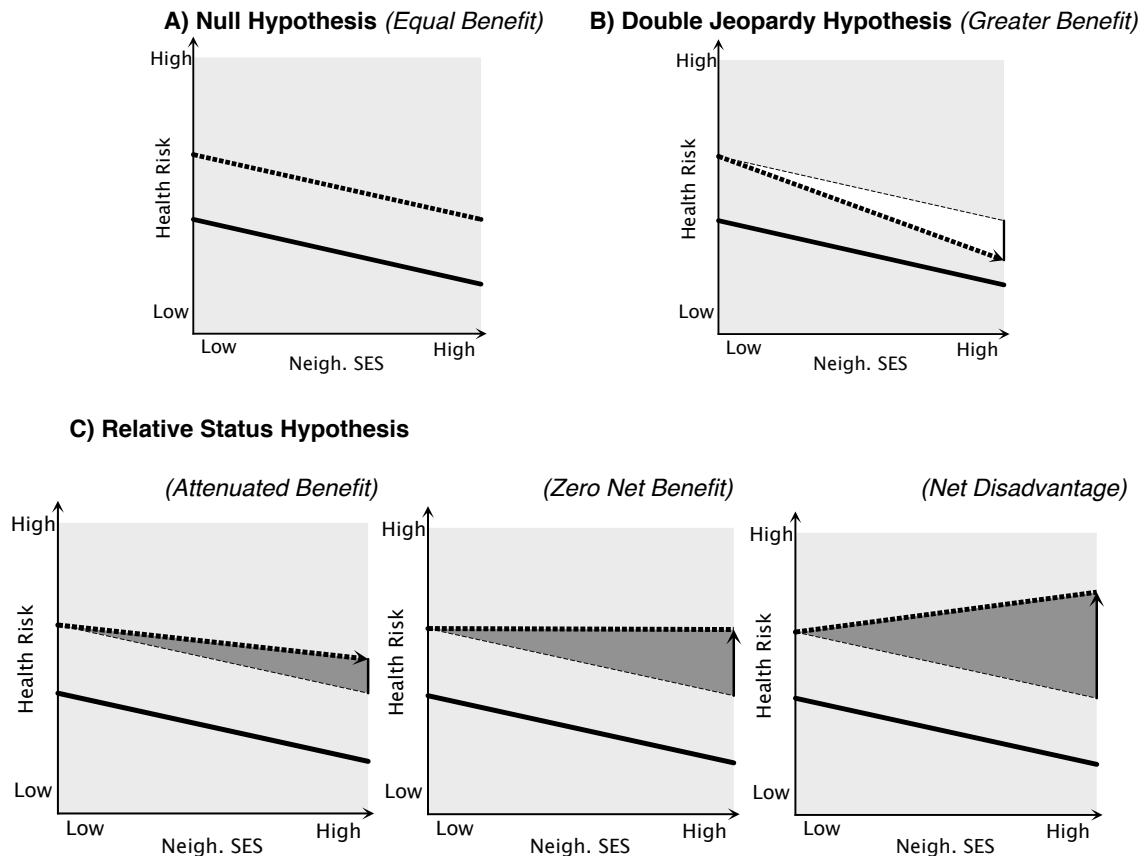 A) Null Hypothesis (Equal Benefit)
High
Health Risk
Low
Low
High
Neigh. SES
B) Double Jeopardy Hypothesis (Greater Benefit)
High
Health Risk
Low
Low
High
Neigh. SES
C) Relative Status Hypothesis
(Attenuated Benefit)
High
Health Risk
Low
Low
High
Neigh. SES
(Zero Net Benefit)
High
Health Risk
Low
Low
High
Neigh. SES
(Net Disadvantage)
High
Health Risk
Low
Low
High
Neigh. SES